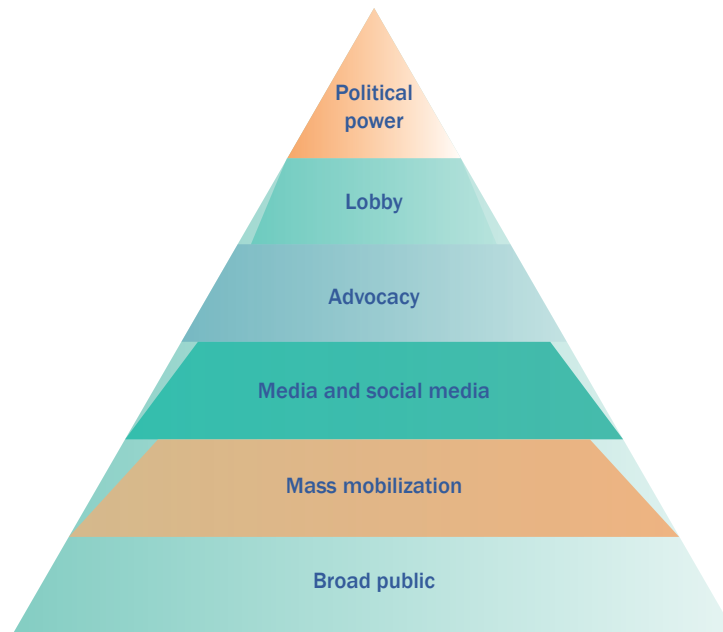 Political
power
Lobby
Advocacy
Media and social media
Mass mobilization
Broad public